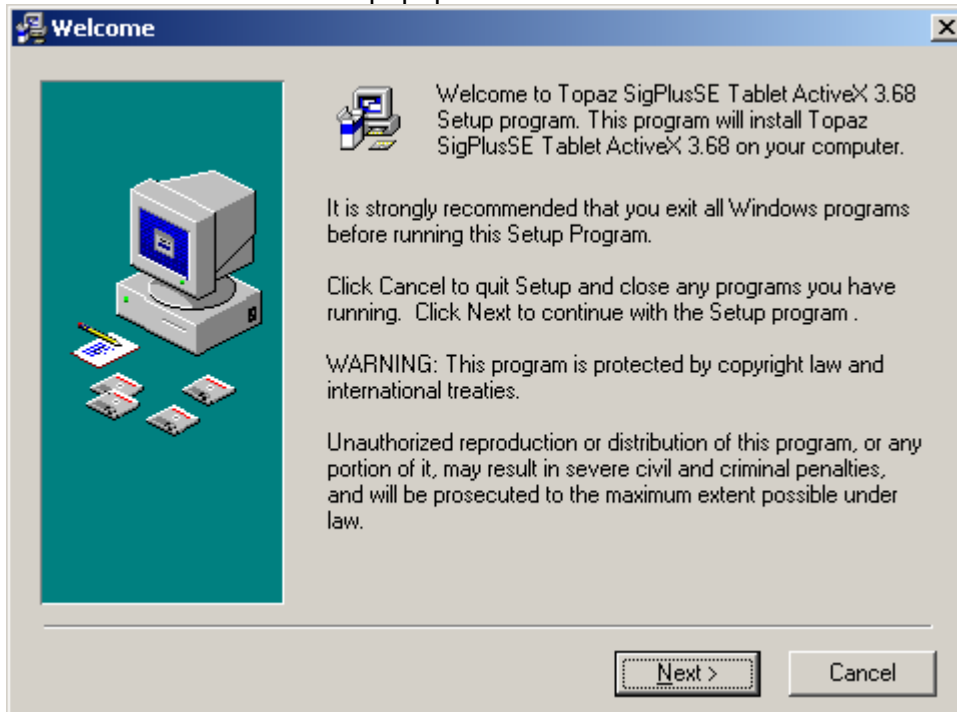 Welcome
Welcome to Topaz SigPlusSE Tablet ActiveX 3.68
Setup program. This program will install Topaz
SigPlusSE Tablet ActiveX 3.68 on your computer.
It is strongly recommended that you exit all Windows programs
before running this Setup Program.
Click Cancel to quit Setup and close any programs you have
running.  Click Next to continue with the Setup program .
WARNING: This program is protected by copyright law and
international treaties.
Unauthorized reproduction or distribution of this program, or any
portion of it, may result in severe civil and criminal penalties,
and will be prosecuted to the maximum extent possible under
law.
Next > Cancel